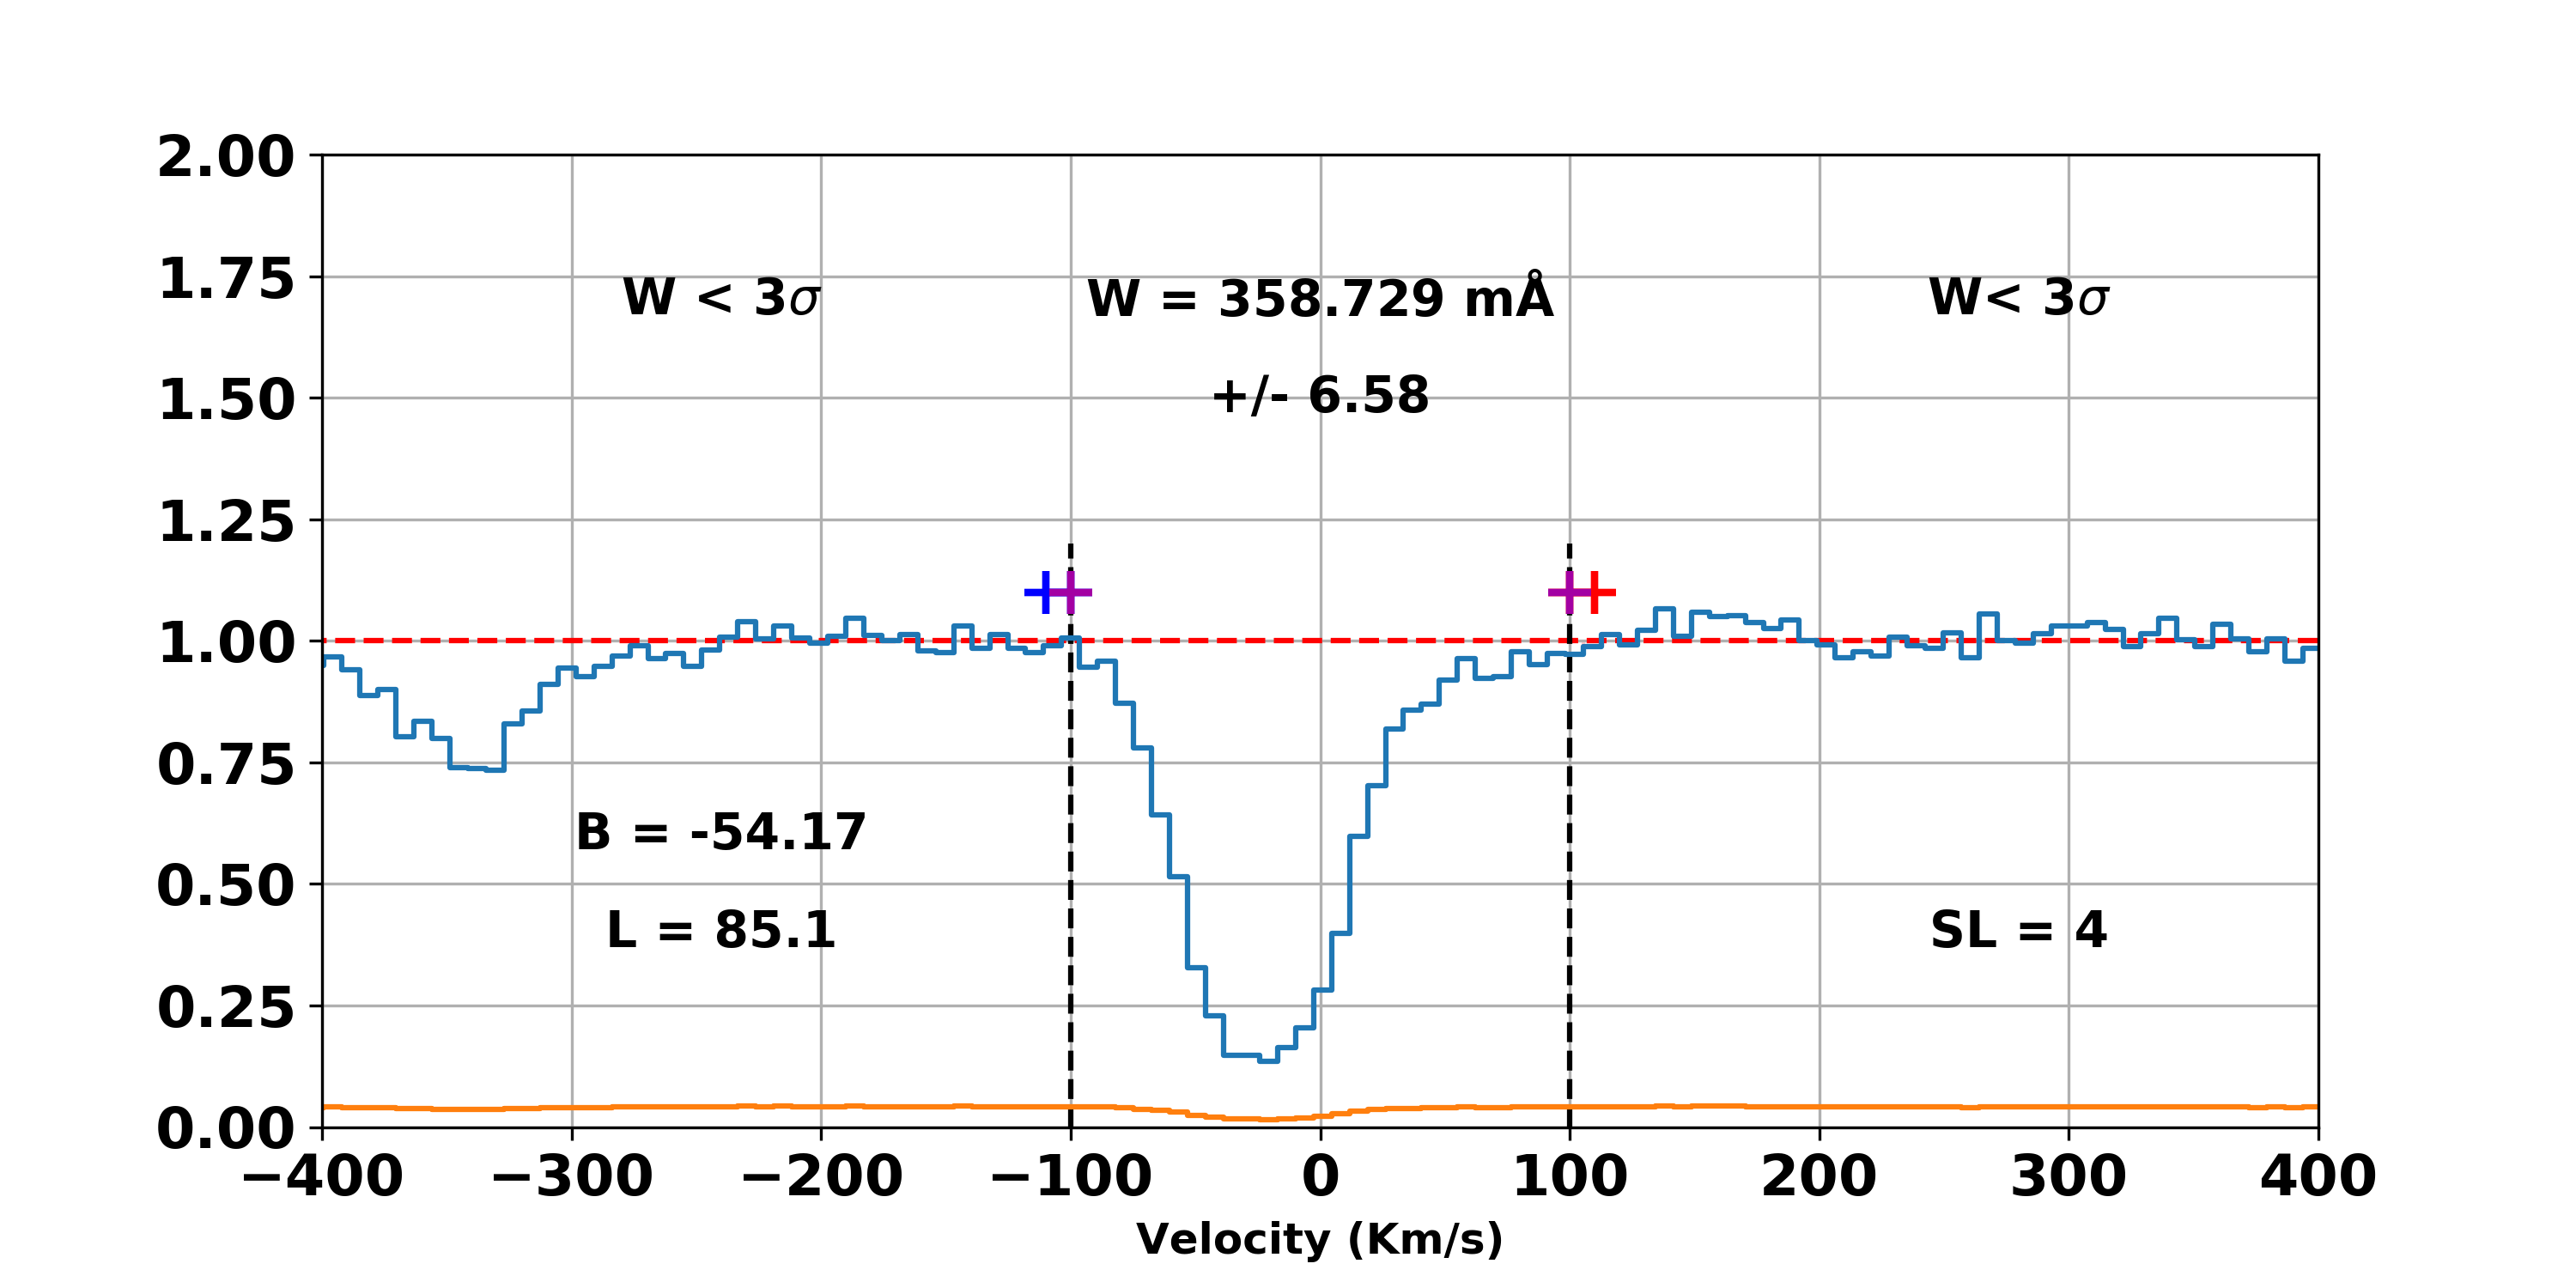 2.00
1.75
W < 3σ W = 358.729 mÅ W< 3σ
1.50
+/- 6.58
1.25
1.00
0.75
B = -54.17
0.50
L = 85.1 SL = 4
0.25
0.00
−400 −300 −200 −100 0 100 200 300 400
Velocity (Km/s)